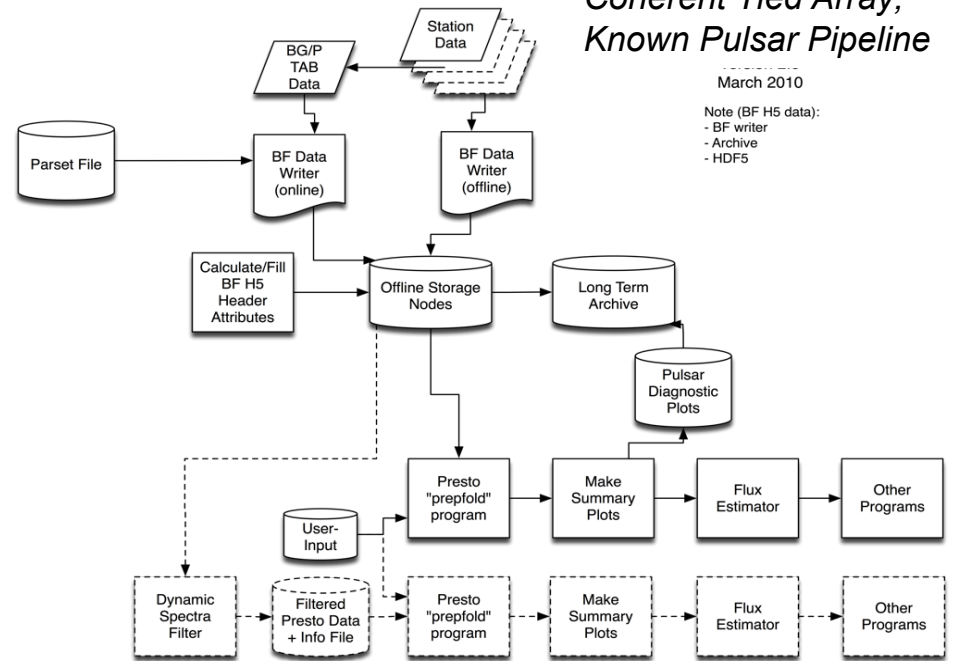 Coherent Tied Array,
Known Pulsar Pipeline
March 2010
Note (BF H5 data):
- BF writer
- Archive
- HDF5
Station
Data
BG/P
TAB
Data
Parset File
BF Data
Writer
(online)
BF Data
Writer
(offline)
Calculate/Fill
BF H5
Header
Attributes
Offline Storage
Nodes
Long Term
Archive
Pulsar
Diagnostic
Plots
User-
Input
Presto
"prepfold"
program
Make
Summary
Plots
Flux
Estimator
Other
Programs
Dynamic
Spectra
Filter
Filtered
Presto Data
+ Info File
Presto
"prepfold"
program
Make
Summary
Plots
Flux
Estimator
Other
Programs